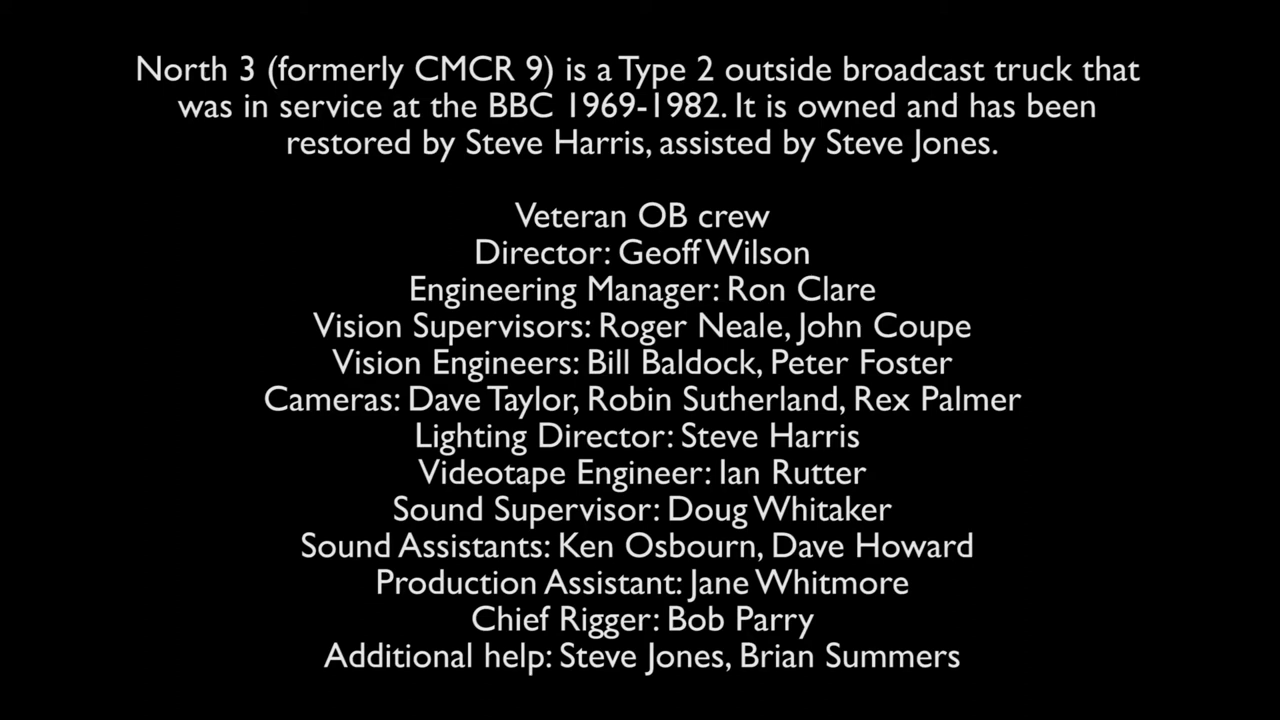 North 3 (formerly CMCR 9) is a Type 2 outside broadcast truck that
was in service at the BBC 1969-1982. It is owned and has been
restored by Steve Harris, assisted by Steve Jones.
Veteran OB crew
Director: Geoff Wilson
Engineering Manager: Ron Clare
Vision Supervisors: Roger Neale, John Coupe
Vision Engineers: Bill Baldock, Peter Foster
Cameras: Dave Taylor, Robin Sutherland, Rex Palmer
Lighting Director: Steve Harris
Videotape Engineer: Ian Rutter
Sound Supervisor: Doug Whitaker
Sound Assistants: Ken Osbourn, Dave Howard
Production Assistant: Jane Whitmore
Chief Rigger: Bob Parry
Additional help: Steve Jones, Brian Summers